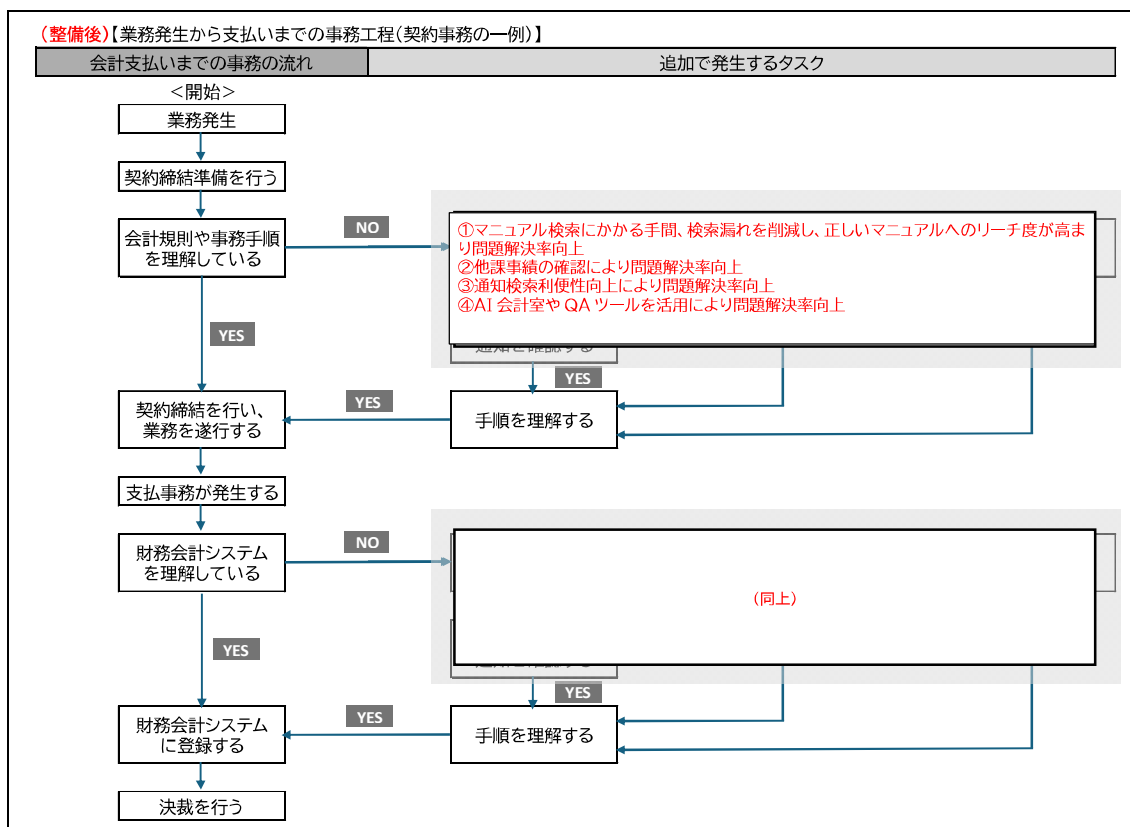 (整備後)【業務発生から支払いまでの事務工程(契約事務の一例)】
会計支払いまでの事務の流れ
追加で発生するタスク
<開始>
業務発生
契約締結準備を行う
会計規則や事務手順
を理解している
NO
①マニュアル検索にかかる手間、検索漏れを削減し、正しいマニュアルへのリーチ度が高ま
り問題解決率向上
②他課事績の確認により問題解決率向上
③通知検索利便性向上により問題解決率向上
④AI 会計室や QA ツールを活用により問題解決率向上
YES
YES
契約締結を行い、
業務を遂行する
YES
手順を理解する
支払事務が発生する
財務会計システム
を理解している
NO
(同上)
YES
YES
財務会計システム
に登録する
YES
手順を理解する
決裁を行う